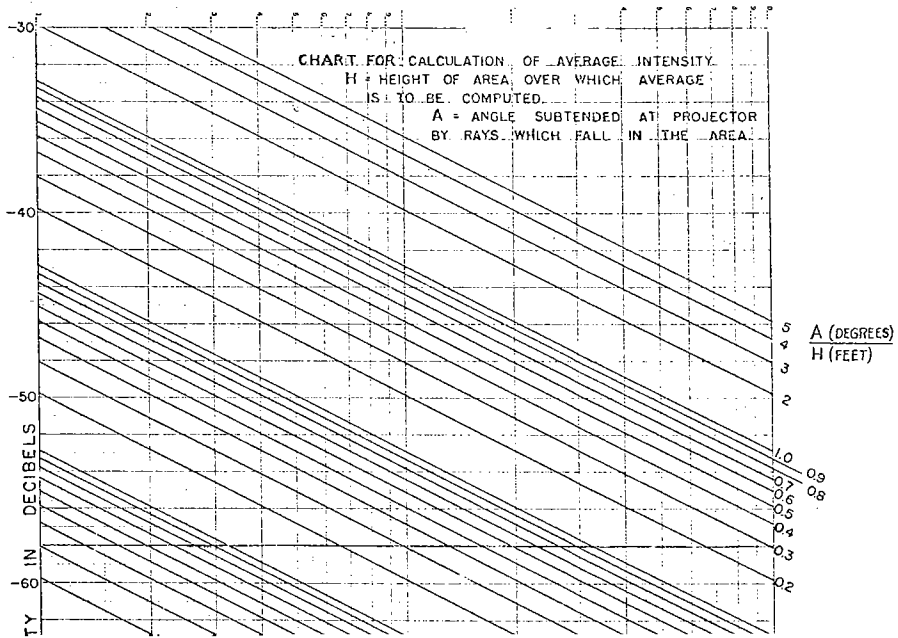 -30
CHART FOR CALCULATION OF AVERAGE INTENSITY
H = HEIGHT OF AREA OVER WHICH AVERAGE
IS TO BE COMPUTED.
A = ANGLE SUBTENDED AT PROJECTOR
BY RAYS WHICH FALL IN THE AREA
-40
5
4
3
2
A (DEGREES)
H (FEET)
-50
1.0
0.9
0.8
0.7
0.6
0.5
0.4
0.3
0.2
-60
TY IN DECIBELS